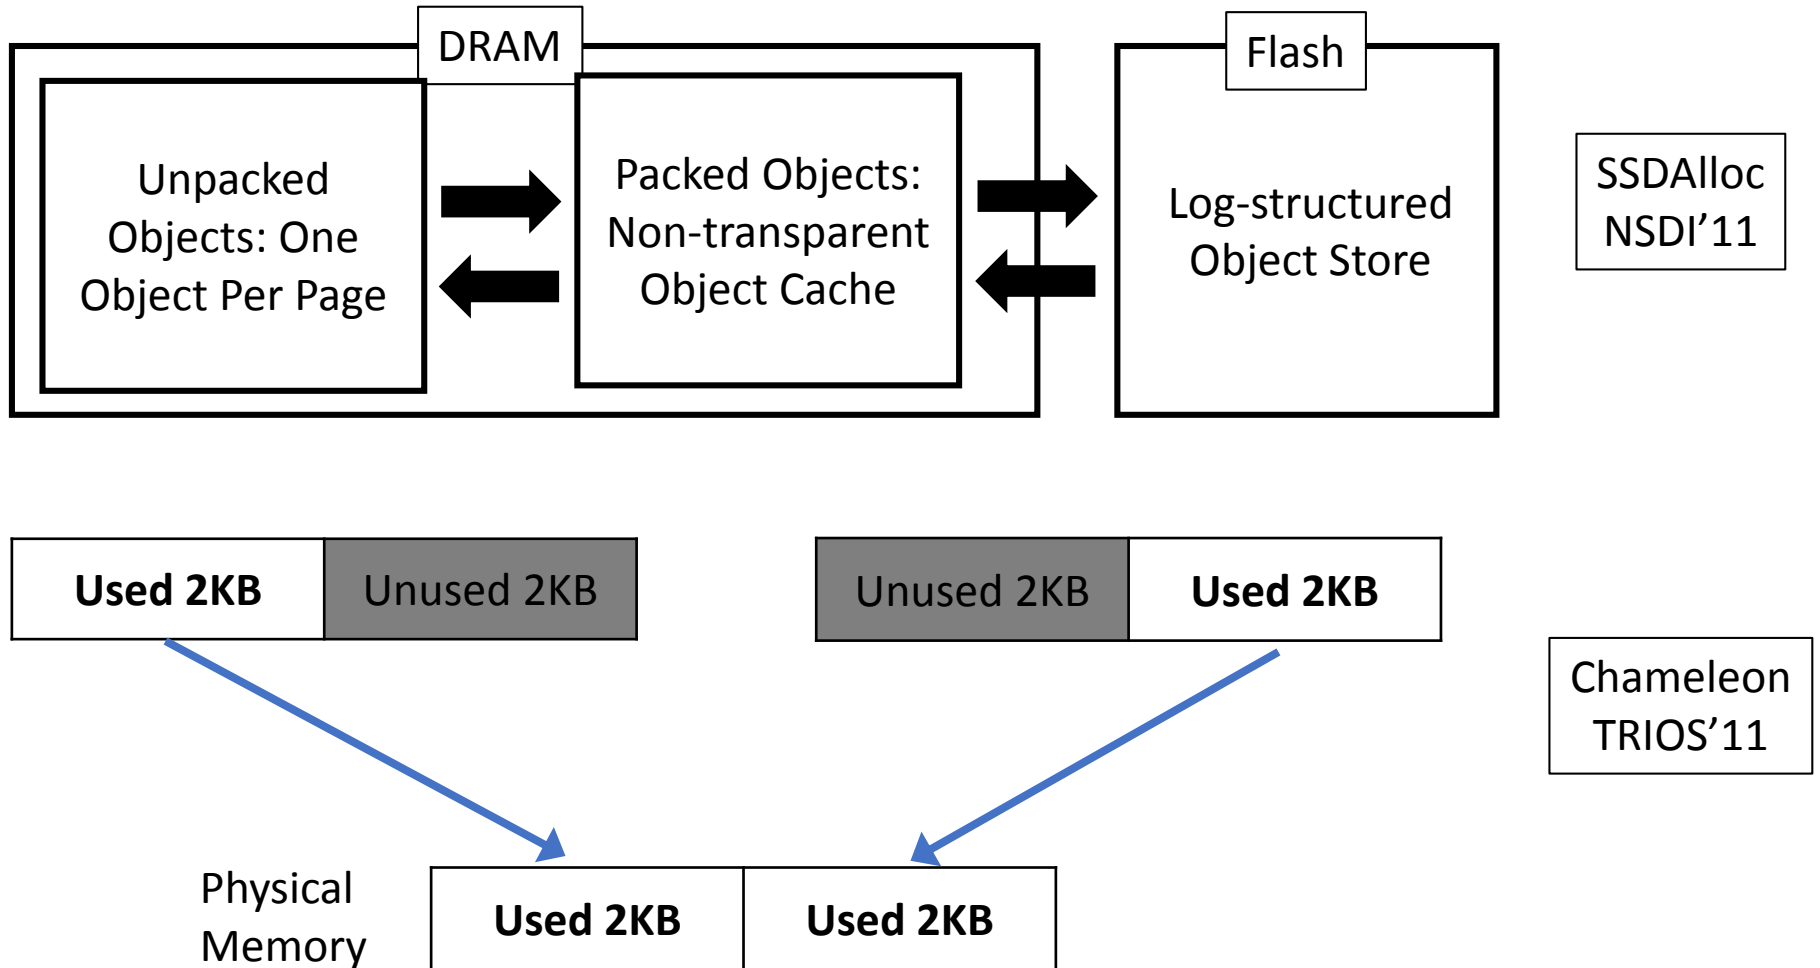 DRAM
Flash
Unpacked
Objects: One
Object Per Page
Packed Objects:
Non-transparent
Object Cache
Log-structured
Object Store
SSDAlloc
NSDI’11
Used 2KB
Unused 2KB
Unused 2KB
Used 2KB
Chameleon
TRIOS’11
Physical
Memory
Used 2KB
Used 2KB